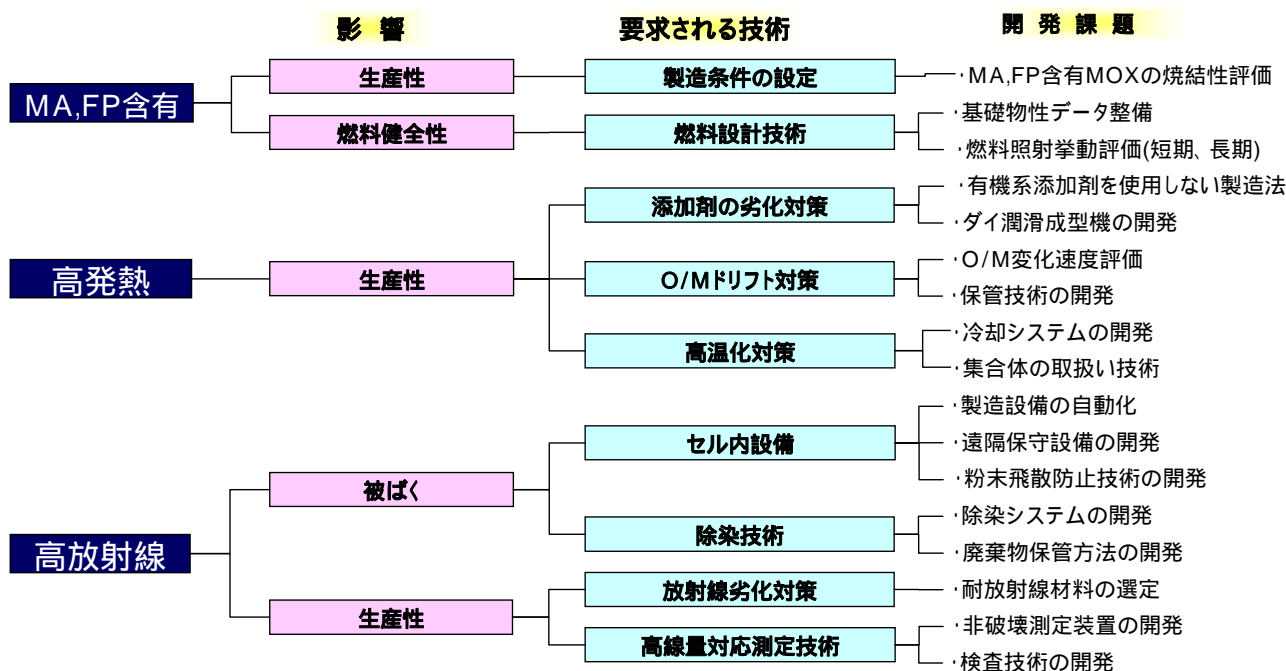 影 響
要求される技術
開 発 課 題
MA,FP含有
生産性
製造条件の設定
・MA,FP含有MOXの焼結性評価
燃料健全性
燃料設計技術
・基礎物性データ整備
・燃料照射挙動評価(短期、長期)
高発熱
生産性
添加剤の劣化対策
・有機系添加剤を使用しない製造法
・ダイ潤滑成型機の開発
O/Mドリフト対策
・O/M変化速度評価
・保管技術の開発
高温化対策
・冷却システムの開発
・集合体の取扱い技術
高放射線
被ばく
セル内設備
・製造設備の自動化
・遠隔保守設備の開発
・粉末飛散防止技術の開発
除染技術
・除染システムの開発
・廃棄物保管方法の開発
生産性
放射線劣化対策
・耐放射線材料の選定
高線量対応測定技術
・非破壊測定装置の開発
・検査技術の開発